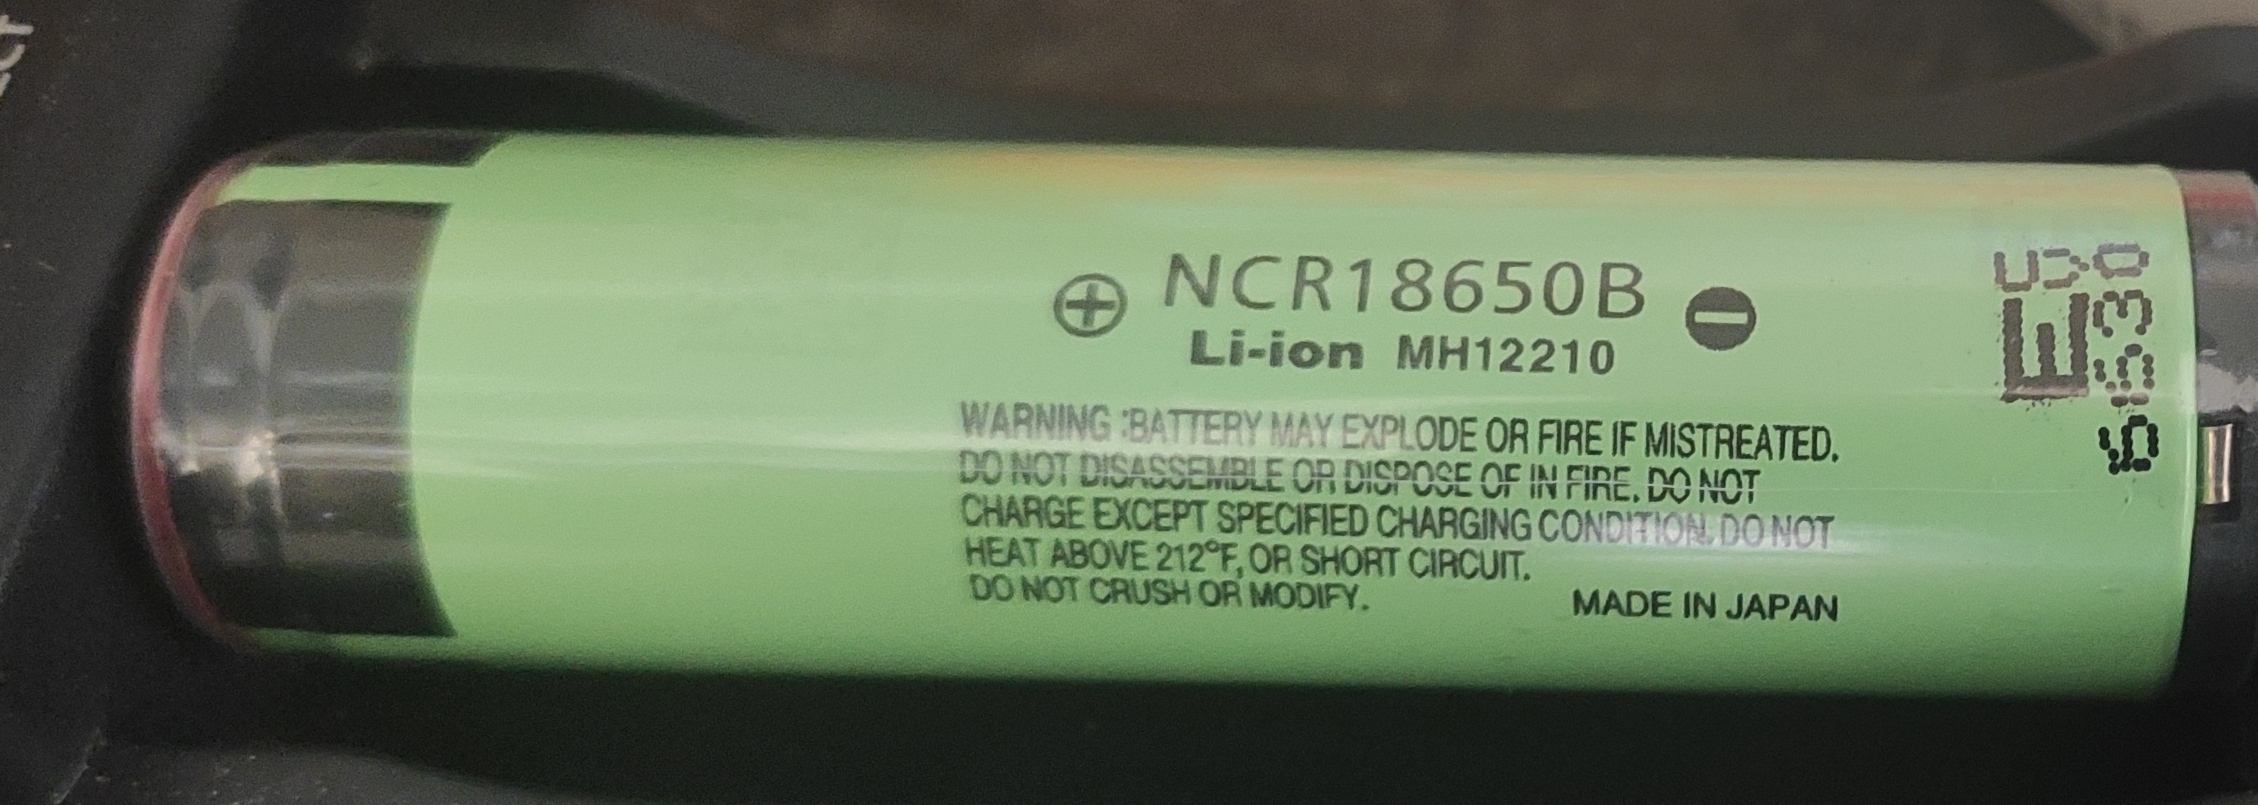 ⊕ NCR18650B ⊖
Li-ion MH12210
WARNING :BATTERY MAY EXPLODE OR FIRE IF MISTREATED.
DO NOT DISASSEMBLE OR DISPOSE OF IN FIRE. DO NOT
CHARGE EXCEPT SPECIFIED CHARGING CONDITION.DO NOT
HEAT ABOVE 212°F, OR SHORT CIRCUIT.
DO NOT CRUSH OR MODIFY.
MADE IN JAPAN